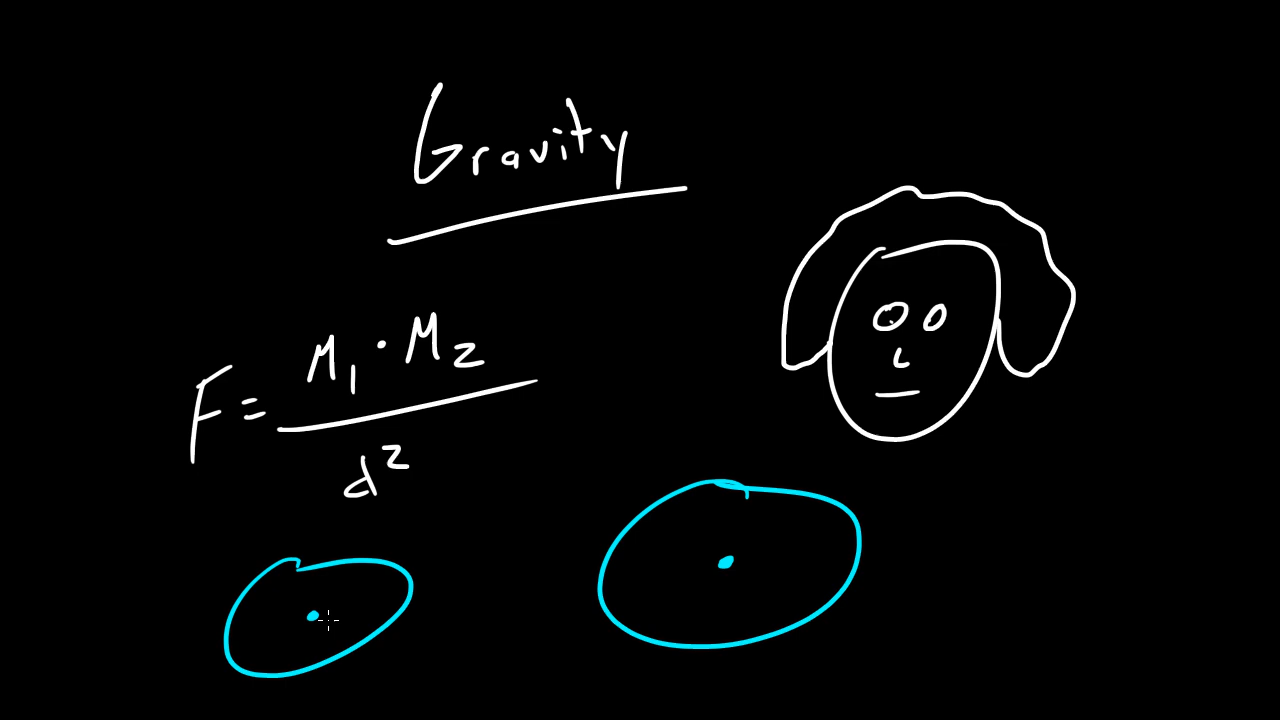 Gravity
F = M₁ · M₂
d²